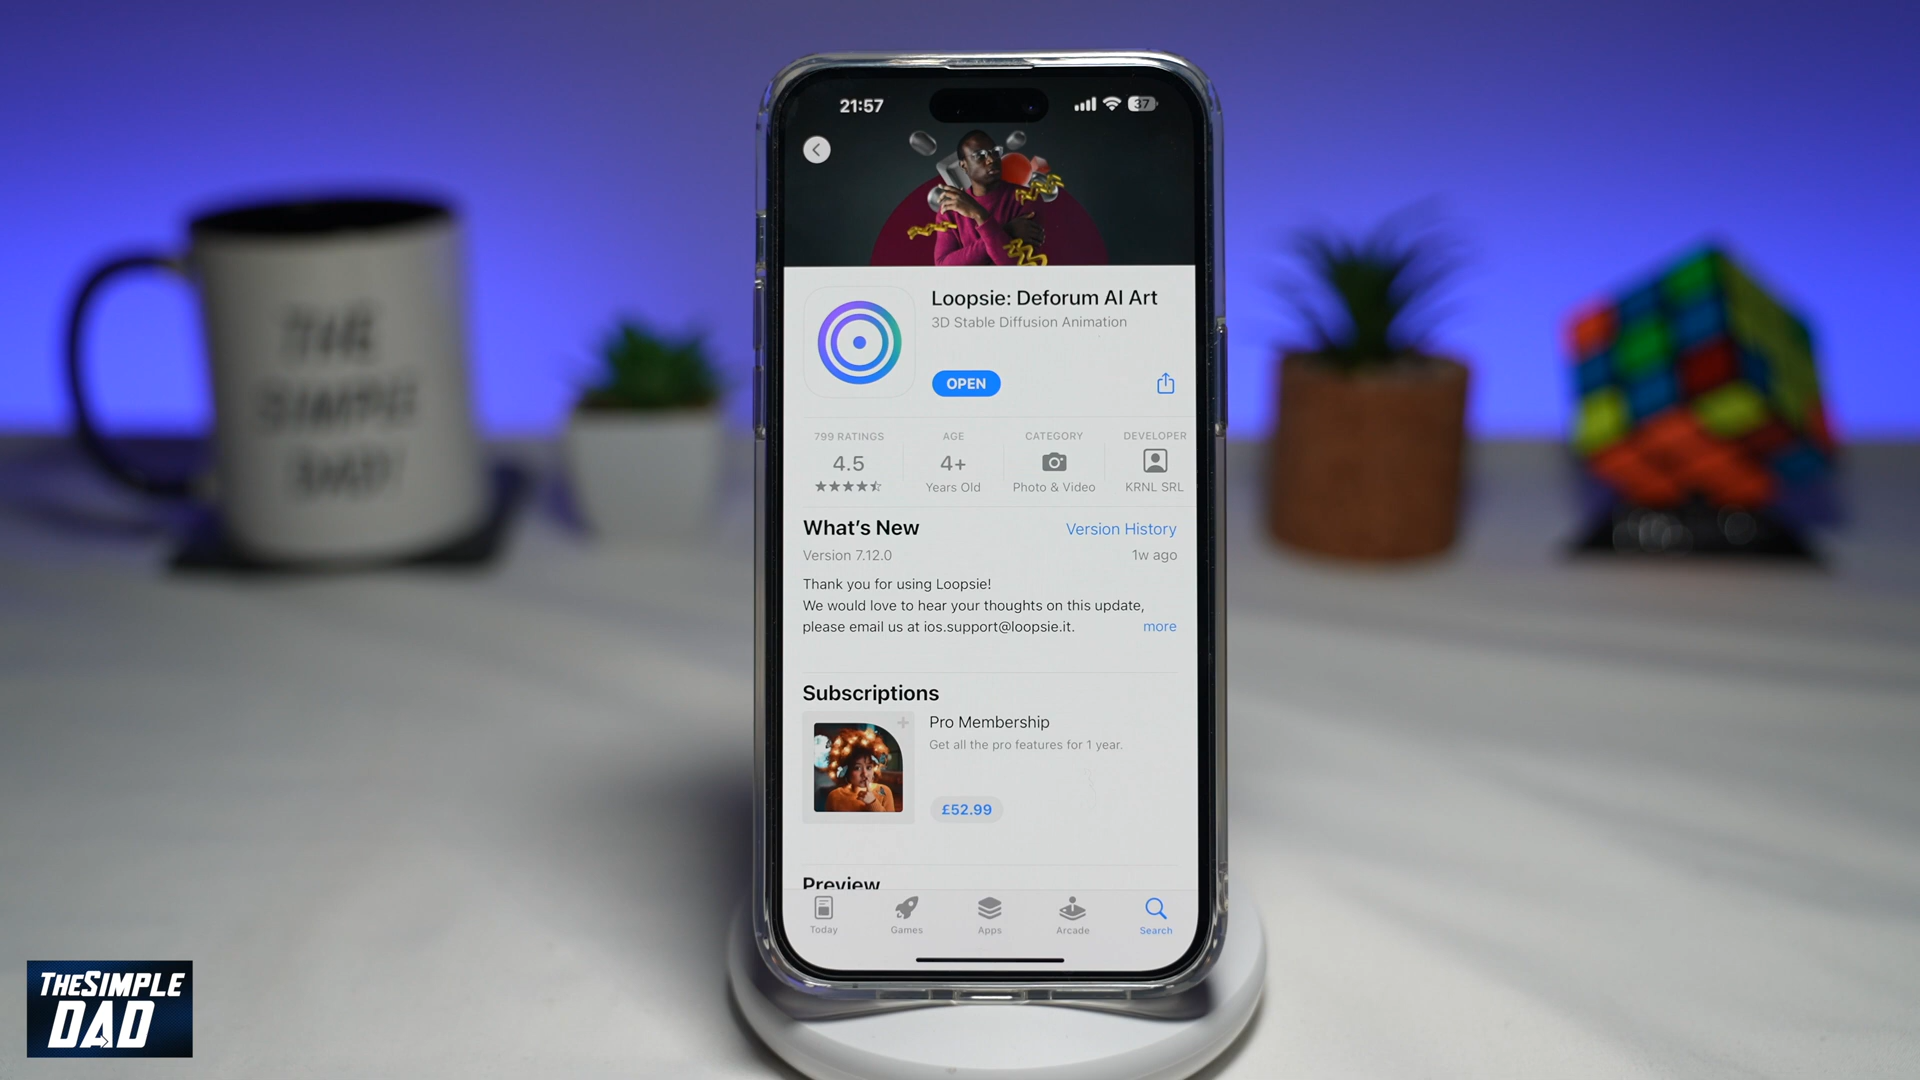 21:57
37
Loopsie: Deforum AI Art
3D Stable Diffusion Animation
OPEN
799 RATINGS
4.5
AGE
4+
Years Old
CATEGORY
Photo & Video
DEVELOPER
KRNL SRL
What's New
Version History
Version 7.12.0
1w ago
Thank you for using Loopsie!
We would love to hear your thoughts on this update,
please email us at ios.support@loopsie.it.
more
Subscriptions
Pro Membership
Get all the pro features for 1 year.
£52.99
Preview
Today
Games
Apps
Arcade
Search
THE
SIMPLE
DAD
THESIMPLE
DAD